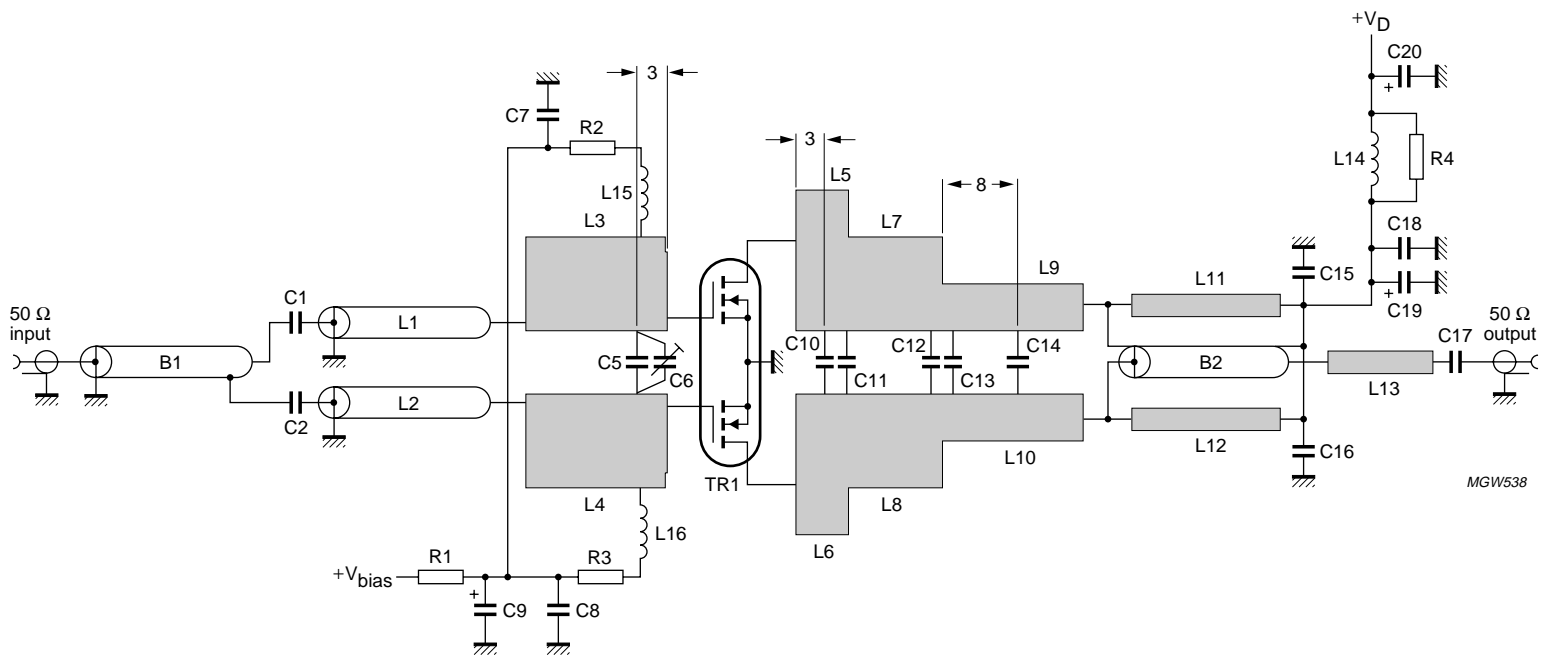 +VD
C20
+
3
C7
R2
3
L14
R4
L15
L5
8
L3
L7
C18
L9
C15
L11
C19
+
C1
50 Ω
input
L1
50 Ω
output
C17
B1
C5
C10
C12
C14
B2
C6
C11
C13
L13
L2
C2
L12
L10
C16
TR1
MGW538
L4
L8
L16
L6
R1
R3
+Vbias
+
C9
C8